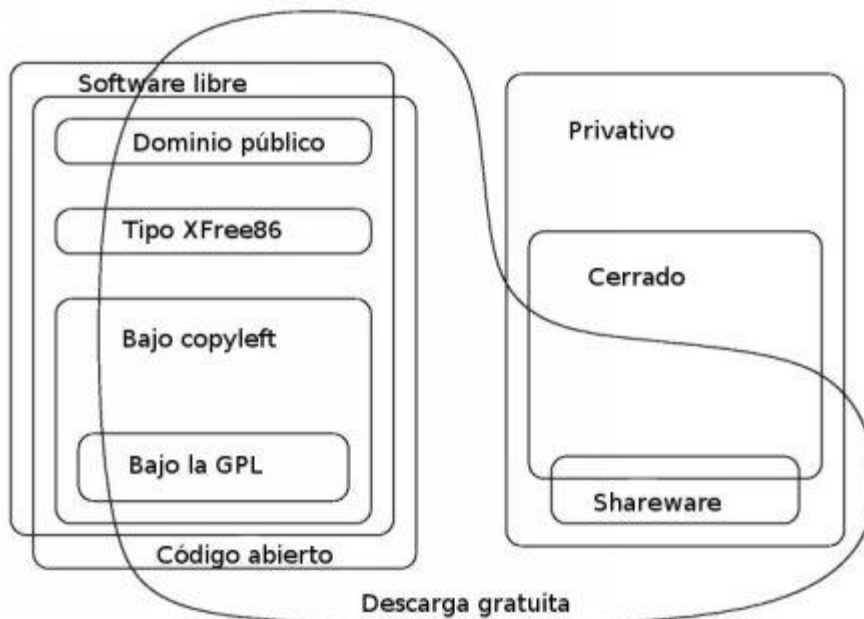 Software libre
Dominio público
Tipo XFree86
Bajo copyleft
Bajo la GPL
Código abierto
Privativo
Cerrado
Shareware
Descarga gratuita